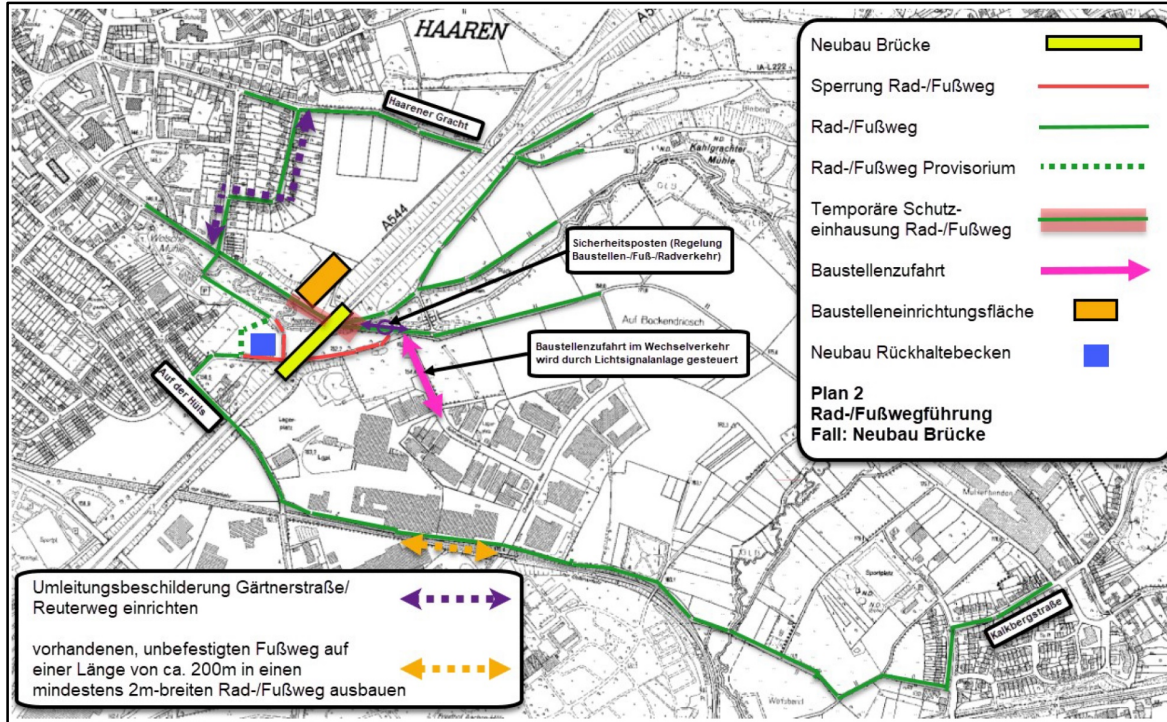 HAAREN
A544
IA-L222
Haarener Gracht
Kahlgrachter
Mühle
A544
Sicherheitsposten (Regelung
Baustellen-/Fuß-/Radverkehr)
Auf Bockendriesch
Baustellenzufahrt im Wechselverkehr
wird durch Lichtsignalanlage gesteuert
Auf der Hüls
Sportplatz
Kalkbergstraße
Neubau Brücke
Sperrung Rad-/Fußweg
Rad-/Fußweg
Rad-/Fußweg Provisorium
Temporäre Schutz-
einhausung Rad-/Fußweg
Baustellenzufahrt
Baustelleneinrichtungsfläche
Neubau Rückhaltebecken
Plan 2
Rad-/Fußwegführung
Fall: Neubau Brücke
Umleitungsbeschilderung Gärtnerstraße/
Reuterweg einrichten
vorhandenen, unbefestigten Fußweg auf
einer Länge von ca. 200m in einen
mindestens 2m-breiten Rad-/Fußweg ausbauen